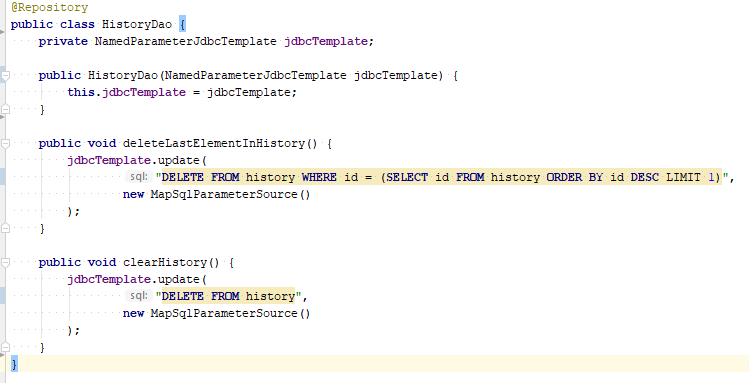 @Repository
public class HistoryDao {
    private NamedParameterJdbcTemplate jdbcTemplate;
    public HistoryDao(NamedParameterJdbcTemplate jdbcTemplate) {
        this.jdbcTemplate = jdbcTemplate;
    }
    public void deleteLastElementInHistory() {
        jdbcTemplate.update(
                sql: "DELETE FROM history WHERE id = (SELECT id FROM history ORDER BY id DESC LIMIT 1)",
                new MapSqlParameterSource()
        );
    }
    public void clearHistory() {
        jdbcTemplate.update(
                sql: "DELETE FROM history",
                new MapSqlParameterSource()
        );
    }
}